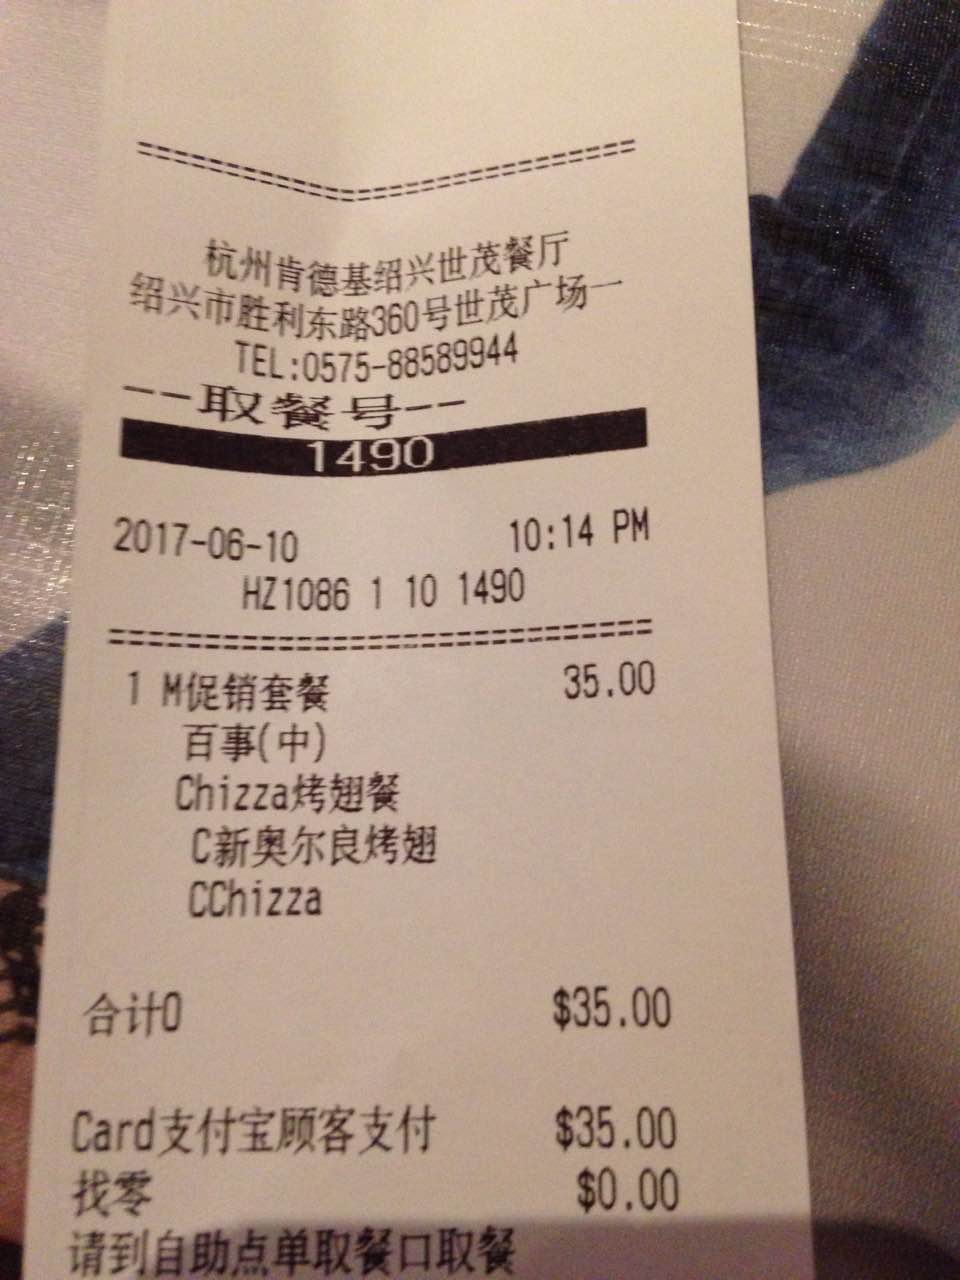 杭州肯德基绍兴世茂餐厅
绍兴市胜利东路360号世茂广场一
TEL:0575-88589944
--取餐号--
1490
2017-06-10 10:14 PM
HZ1086 1 10 1490
1 M促销套餐 35.00
百事(中)
Chizza烤翅餐
C新奥尔良烤翅
CChizza
合计0 $35.00
Card支付宝顾客支付 $35.00
找零 $0.00
请到自助点单取餐口取餐